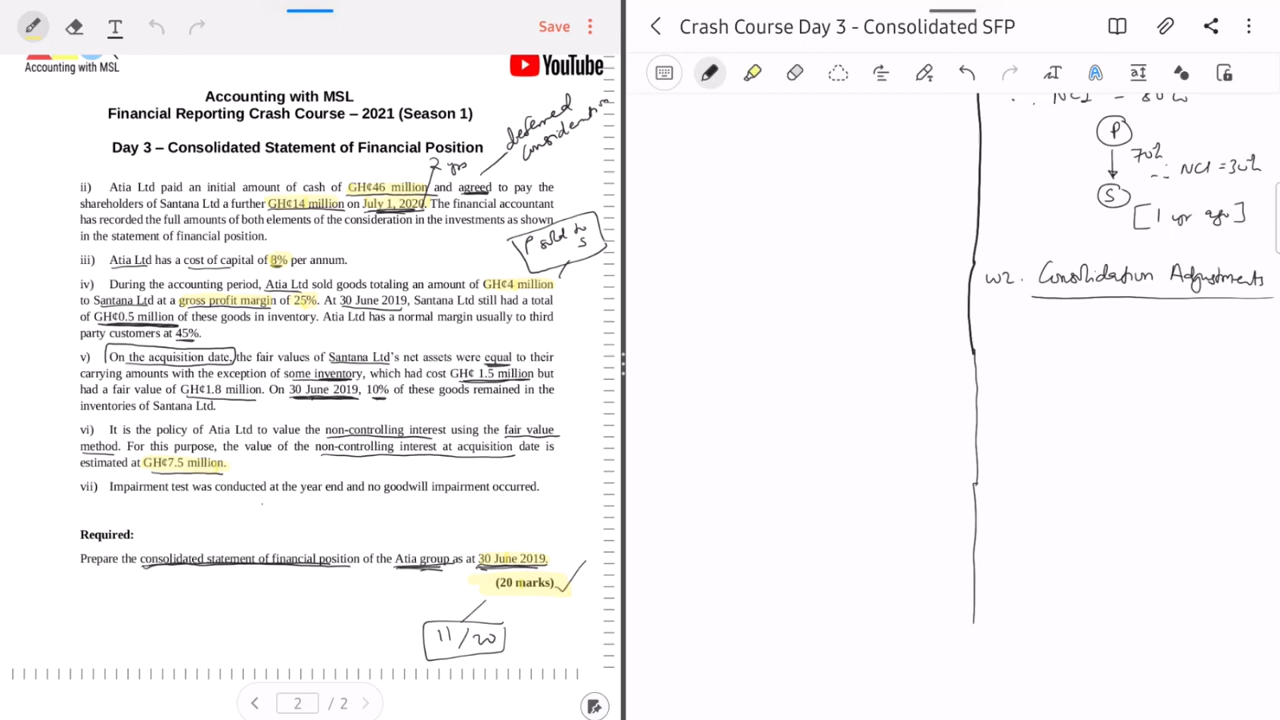 Save
Accounting with MSL
YouTube
Accounting with MSL
Financial Reporting Crash Course – 2021 (Season 1)
Day 3 – Consolidated Statement of Financial Position
deferred
consideration
2 yrs
ii) Atia Ltd paid an initial amount of cash of GH¢46 million and agreed to pay the
shareholders of Santana Ltd a further GH¢14 million on July 1, 2020. The financial accountant
has recorded the full amounts of both elements of the consideration in the investments as shown
in the statement of financial position.
P sold to
S
iii) Atia Ltd has a cost of capital of 8% per annum.
iv) During the accounting period, Atia Ltd sold goods totaling an amount of GH¢4 million
to Santana Ltd at a gross profit margin of 25%. At 30 June 2019, Santana Ltd still had a total
of GH¢0.5 million of these goods in inventory. Atia Ltd has a normal margin usually to third
party customers at 45%.
v) On the acquisition date, the fair values of Santana Ltd’s net assets were equal to their
carrying amounts with the exception of some inventory, which had cost GH¢ 1.5 million but
had a fair value of GH¢1.8 million. On 30 June 2019, 10% of these goods remained in the
inventories of Santana Ltd.
vi) It is the policy of Atia Ltd to value the non-controlling interest using the fair value
method. For this purpose, the value of the non-controlling interest at acquisition date is
estimated at GH¢7.5 million.
vii) Impairment test was conducted at the year end and no goodwill impairment occurred.
Required:
Prepare the consolidated statement of financial position of the Atia group as at 30 June 2019.
(20 marks)
11/20
2 / 2
Crash Course Day 3 - Consolidated SFP
P
70%
∴ NCI = 30%
S
[1 yr ago]
W2. Consolidation Adjustments